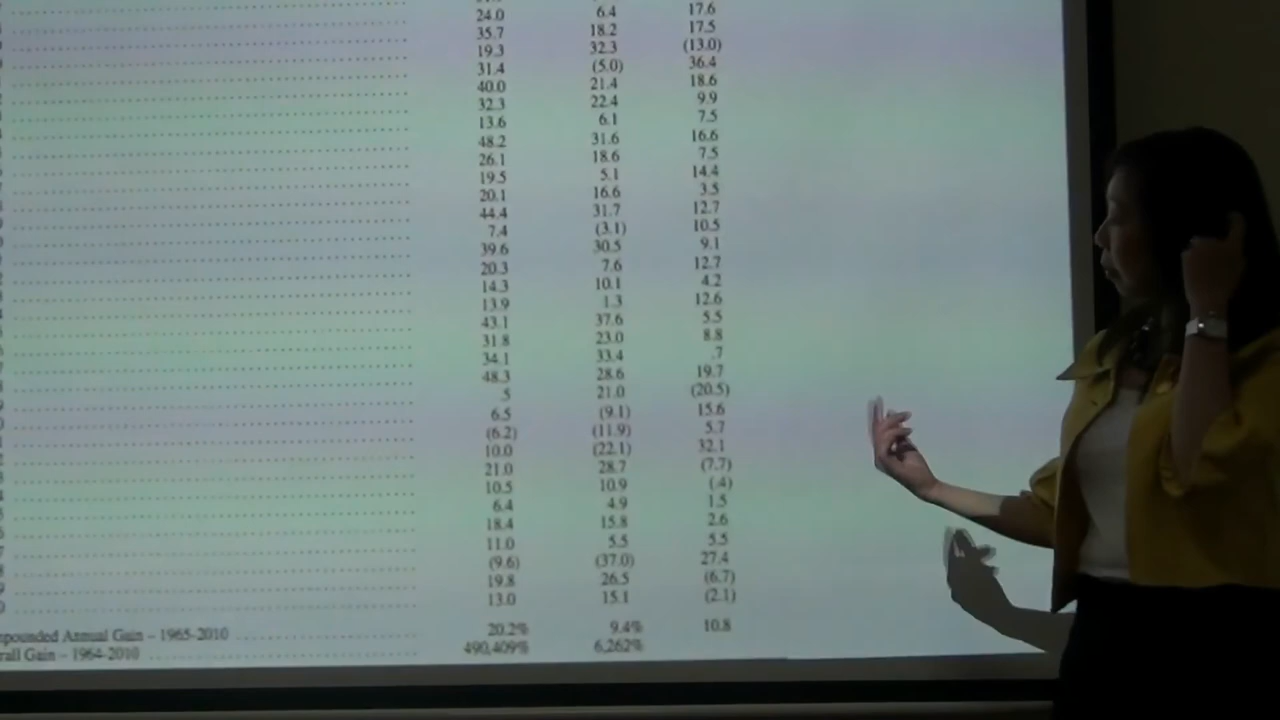 24.0 6.4 17.6
35.7 18.2 17.5
19.3 32.3 (13.0)
31.4 (5.0) 36.4
40.0 21.4 18.6
32.3 22.4 9.9
13.6 6.1 7.5
48.2 31.6 16.6
26.1 18.6 7.5
19.5 5.1 14.4
20.1 16.6 3.5
44.4 31.7 12.7
7.4 (3.1) 10.5
39.6 30.5 9.1
20.3 7.6 12.7
14.3 10.1 4.2
13.9 1.3 12.6
43.1 37.6 5.5
31.8 23.0 8.8
34.1 33.4 .7
48.3 28.6 19.7
.5 21.0 (20.5)
6.5 (9.1) 15.6
(6.2) (11.9) 5.7
10.0 (22.1) 32.1
21.0 28.7 (7.7)
10.5 10.9 (.4)
6.4 4.9 1.5
18.4 15.8 2.6
11.0 5.5 5.5
(9.6) (37.0) 27.4
19.8 26.5 (6.7)
13.0 15.1 (2.1)
pounded Annual Gain – 1965-2010 20.2% 9.4% 10.8
rall Gain – 1964-2010 490,409% 6,262%